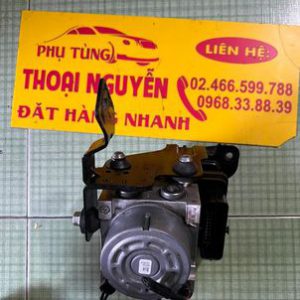 PHỤ TÙNG
LIÊN HỆ:
THOẠI NGUYỄN
02.466.599.788
0968.33.88.39
ĐẶT HÀNG NHANH